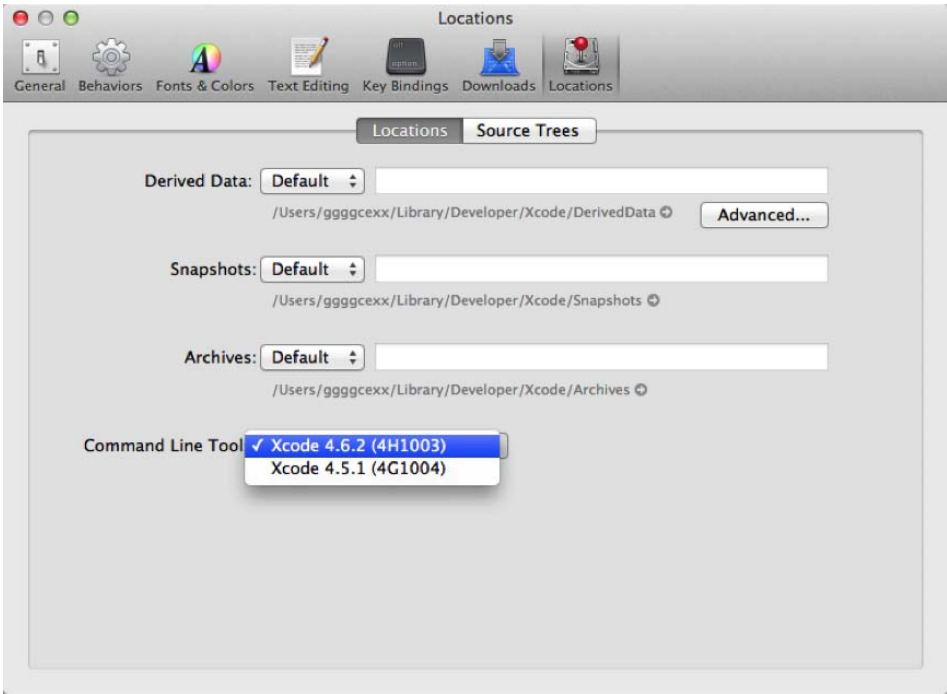 Locations
off
option
General Behaviors Fonts & Colors Text Editing Key Bindings Downloads Locations
Locations Source Trees
Derived Data: Default
/Users/ggggcexx/Library/Developer/Xcode/DerivedData
Advanced...
Snapshots: Default
/Users/ggggcexx/Library/Developer/Xcode/Snapshots
Archives: Default
/Users/ggggcexx/Library/Developer/Xcode/Archives
Command Line Tool ✓ Xcode 4.6.2 (4H1003)
Xcode 4.5.1 (4G1004)